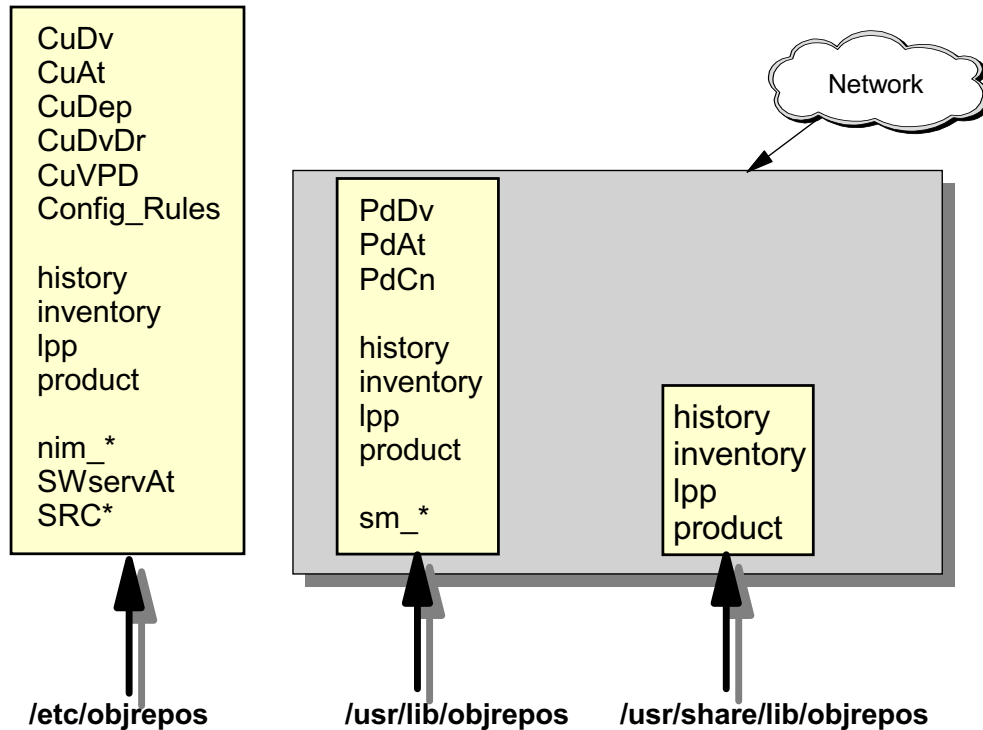 CuDv
CuAt
CuDep
CuDvDr
CuVPD
Config_Rules
history
inventory
lpp
product
nim_*
SWservAt
SRC*
Network
PdDv
PdAt
PdCn
history
inventory
lpp
product
sm_*
history
inventory
lpp
product
/etc/objrepos
/usr/lib/objrepos
/usr/share/lib/objrepos